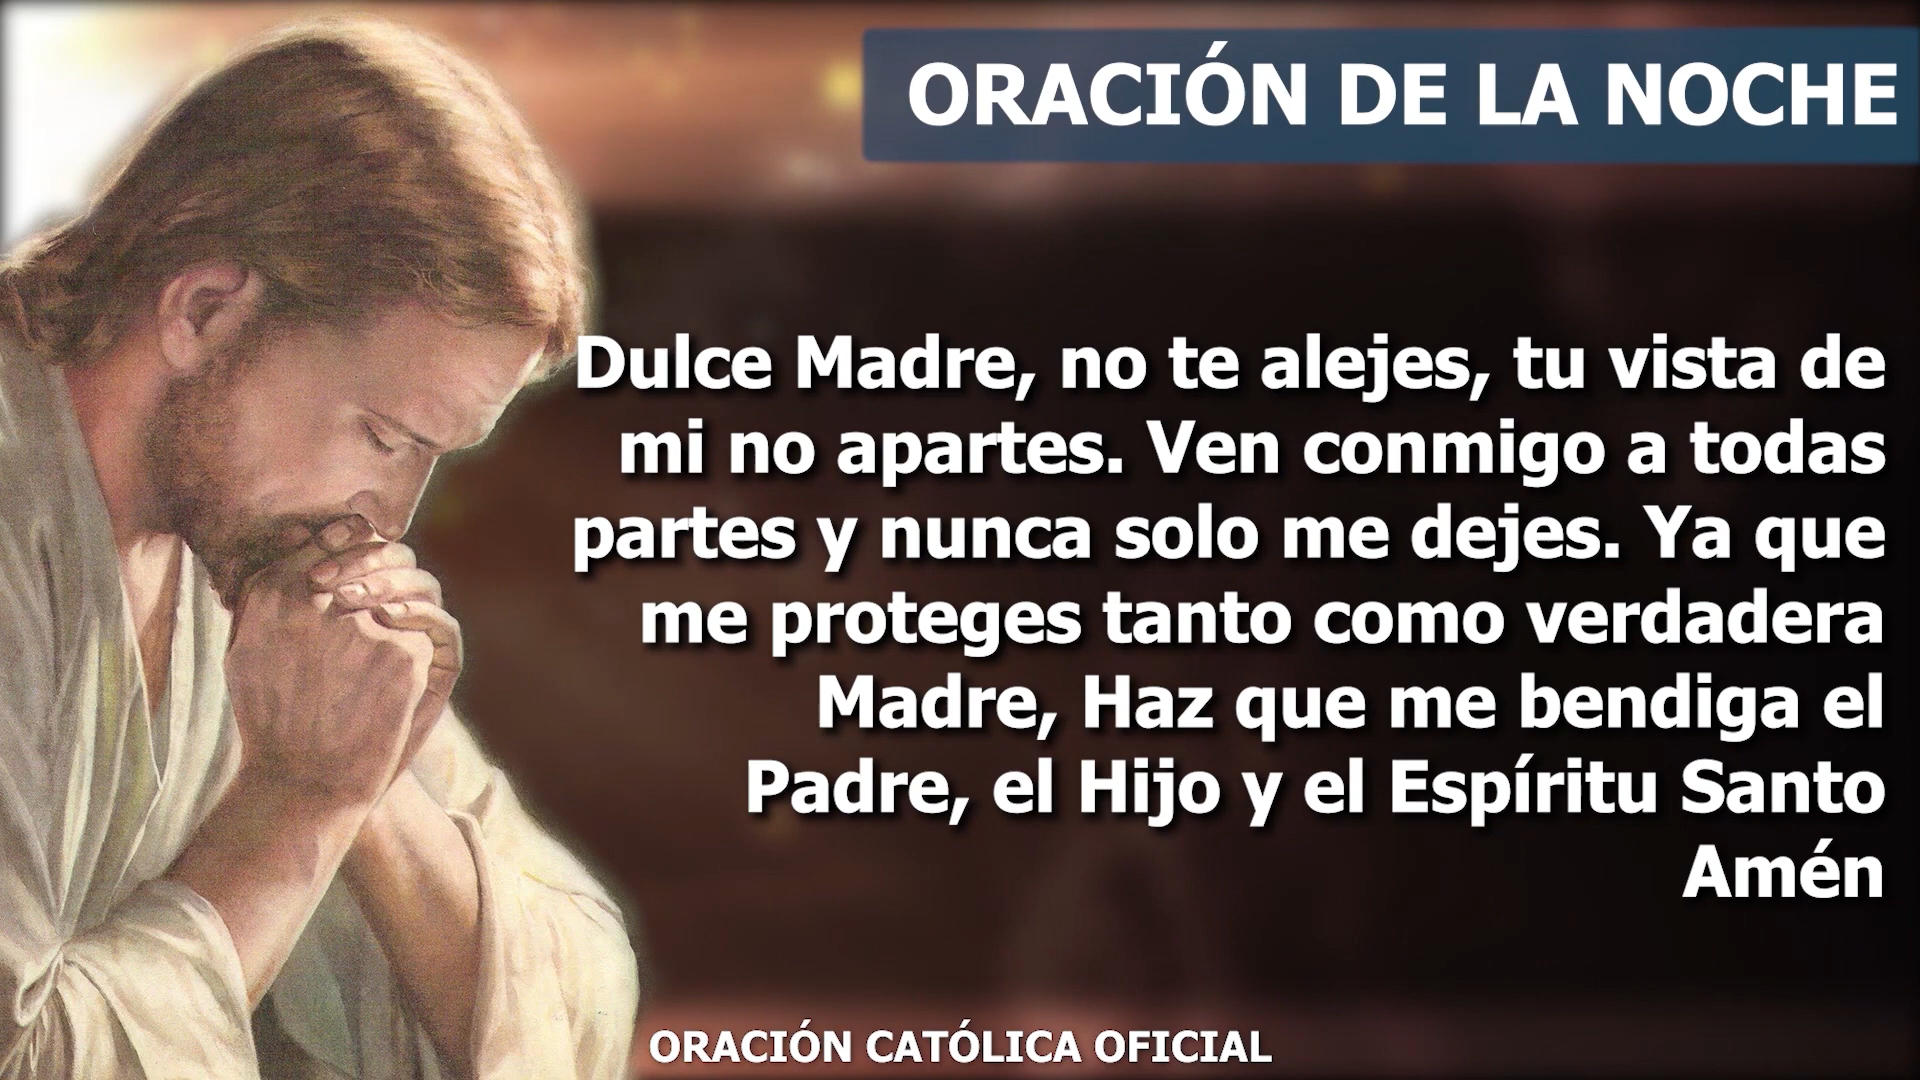 ORACIÓN DE LA NOCHE
Dulce Madre, no te alejes, tu vista de
mi no apartes. Ven conmigo a todas
partes y nunca solo me dejes. Ya que
me proteges tanto como verdadera
Madre, Haz que me bendiga el
Padre, el Hijo y el Espíritu Santo
Amén
ORACIÓN CATÓLICA OFICIAL